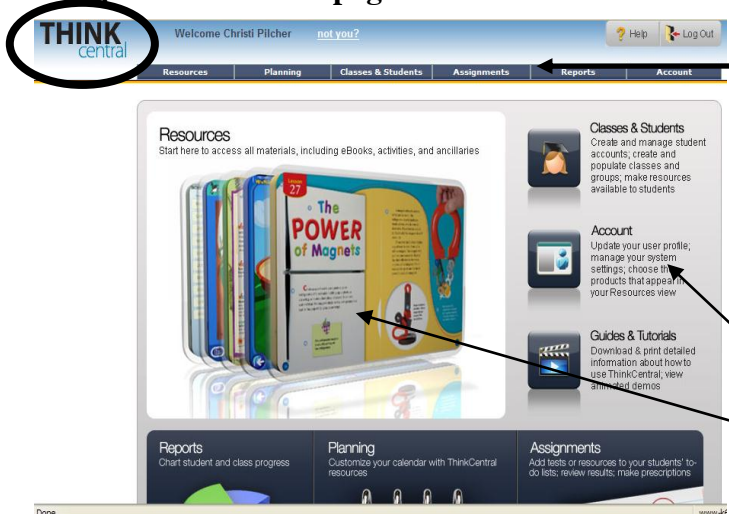 THINK
central
Welcome Christi Pilcher not you?
Help
Log Out
Resources Planning Classes & Students Assignments Reports Account
Resources
Start here to access all materials, including eBooks, activities, and ancillaries
Lesson
27
The
POWER
of Magnets
Classes & Students
Create and manage student
accounts; create and
populate classes and
groups; make resources
available to students
Account
Update your user profile;
manage your system
settings; choose
products that appear in
your Resources view
Guides & Tutorials
Download & print detailed
information about how to
use ThinkCentral; view
animated demos
Reports
Chart student and class progress
Planning
Customize your calendar with ThinkCentral
resources
Assignments
Add tests or resources to your students' to-
do lists; review results; make prescriptions
Done